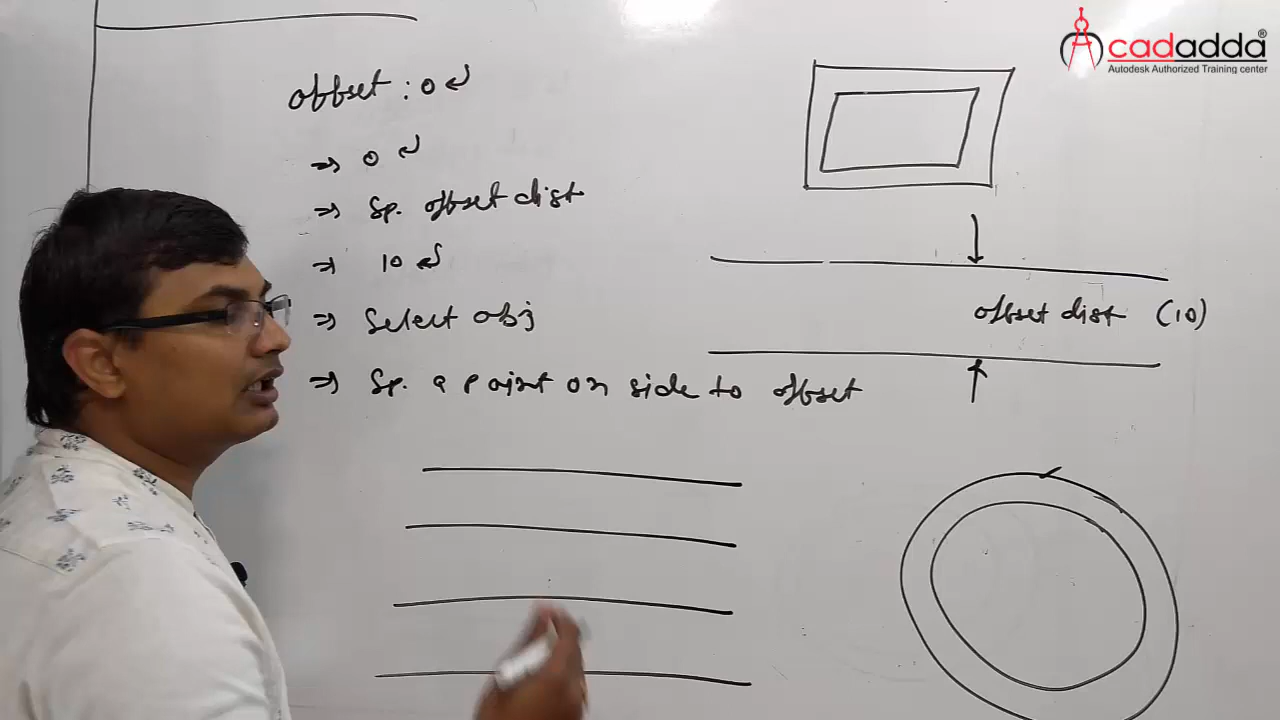 cadadda®
Autodesk Authorized Training center
offset : o ↵
⇒ o ↵
⇒ Sp. offset dist
⇒ 10 ↵
⇒ Select obj
⇒ Sp. a point on side to offset
offset dist (10)